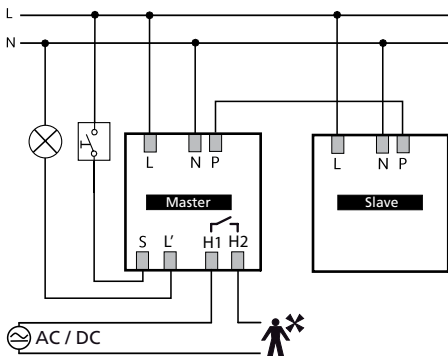 L
N
L N P
L N P
Master
Slave
S L' H1 H2
AC / DC